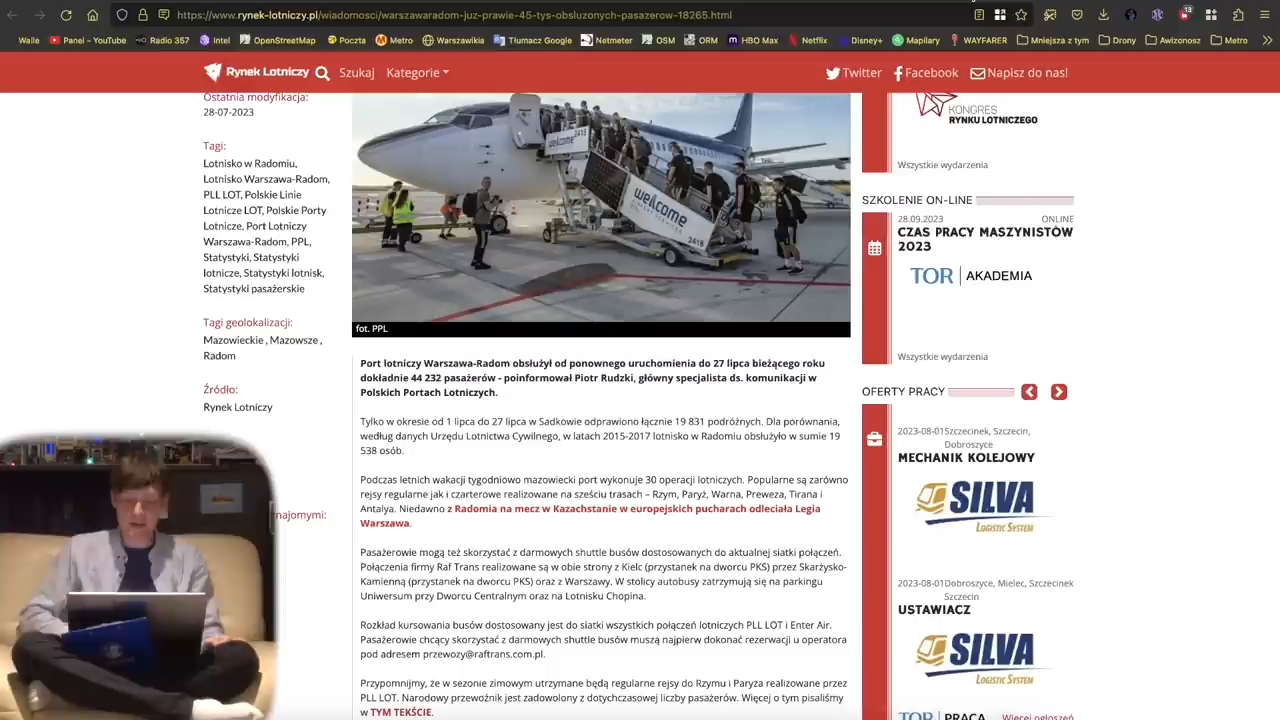 https://www.rynek-lotniczy.pl/wiadomosci/warszawaradom-juz-prawie-45-tys-obsluzonych-pasazerow-18265.html
13
Waile
Panel – YouTube
Radio 357
Intel
OpenStreetMap
Poczta
Metro
Warszawikia
Tłumacz Google
Netmeter
OSM
ORM
HBO Max
Netflix
Disney+
Mapillary
WAYFARER
Mniejsza z tym
Drony
Awizonosz
Metro
Rynek Lotniczy
Szukaj
Kategorie
Twitter
Facebook
Napisz do nas!
Ostatnia modyfikacja:
28-07-2023
Tagi:
Lotnisko w Radomiu,
Lotnisko Warszawa-Radom,
PLL LOT, Polskie Linie
Lotnicze LOT, Polskie Porty
Lotnicze, Port Lotniczy
Warszawa-Radom, PPL,
Statystyki, Statystyki
lotnicze, Statystyki lotnisk,
Statystyki pasażerskie
Tagi geolokalizacji:
Mazowieckie , Mazowsze ,
Radom
Źródło:
Rynek Lotniczy
najomymi:
welcome
2418
welcome
2418
fot. PPL
Port lotniczy Warszawa-Radom obsłużył od ponownego uruchomienia do 27 lipca bieżącego roku
dokładnie 44 232 pasażerów - poinformował Piotr Rudzki, główny specjalista ds. komunikacji w
Polskich Portach Lotniczych.
Tylko w okresie od 1 lipca do 27 lipca w Sadkowie odprawiono łącznie 19 831 podróżnych. Dla porównania,
według danych Urzędu Lotnictwa Cywilnego, w latach 2015-2017 lotnisko w Radomiu obsłużyło w sumie 19
538 osób.
Podczas letnich wakacji tygodniowo mazowiecki port wykonuje 30 operacji lotniczych. Popularne są zarówno
rejsy regularne jak i czarterowe realizowane na sześciu trasach – Rzym, Paryż, Warna, Preweza, Tirana i
Antalya. Niedawno z Radomia na mecz w Kazachstanie w europejskich pucharach odleciała Legia
Warszawa.
Pasażerowie mogą też skorzystać z darmowych shuttle busów dostosowanych do aktualnej siatki połączeń.
Połączenia firmy Raf Trans realizowane są w obie strony z Kielc (przystanek na dworcu PKS) przez Skarżysko-
Kamienną (przystanek na dworcu PKS) oraz z Warszawy. W stolicy autobusy zatrzymują się na parkingu
Uniwersum przy Dworcu Centralnym oraz na Lotnisku Chopina.
Rozkład kursowania busów dostosowany jest do siatki wszystkich połączeń lotniczych PLL LOT i Enter Air.
Pasażerowie chcący skorzystać z darmowych shuttle busów muszą najpierw dokonać rezerwacji u operatora
pod adresem przewozy@raftrans.com.pl.
Przypomnijmy, że w sezonie zimowym utrzymane będą regularne rejsy do Rzymu i Paryża realizowane przez
PLL LOT. Narodowy przewoźnik jest zadowolony z dotychczasowej liczby pasażerów. Więcej o tym pisaliśmy
w TYM TEKŚCIE.
KONGRES
RYNKU LOTNICZEGO
Wszystkie wydarzenia
SZKOLENIE ON-LINE
28.09.2023 ONLINE
CZAS PRACY MASZYNISTÓW
2023
TOR AKADEMIA
Wszystkie wydarzenia
OFERTY PRACY
2023-08-01 Szczecinek, Szczecin,
Dobroszyce
MECHANIK KOLEJOWY
SILVA
LOGISTIC SYSTEM
2023-08-01 Dobroszyce, Mielec, Szczecinek
Szczecin
USTAWIACZ
SILVA
LOGISTIC SYSTEM
TOR PRACA Więcej ogłoszeń